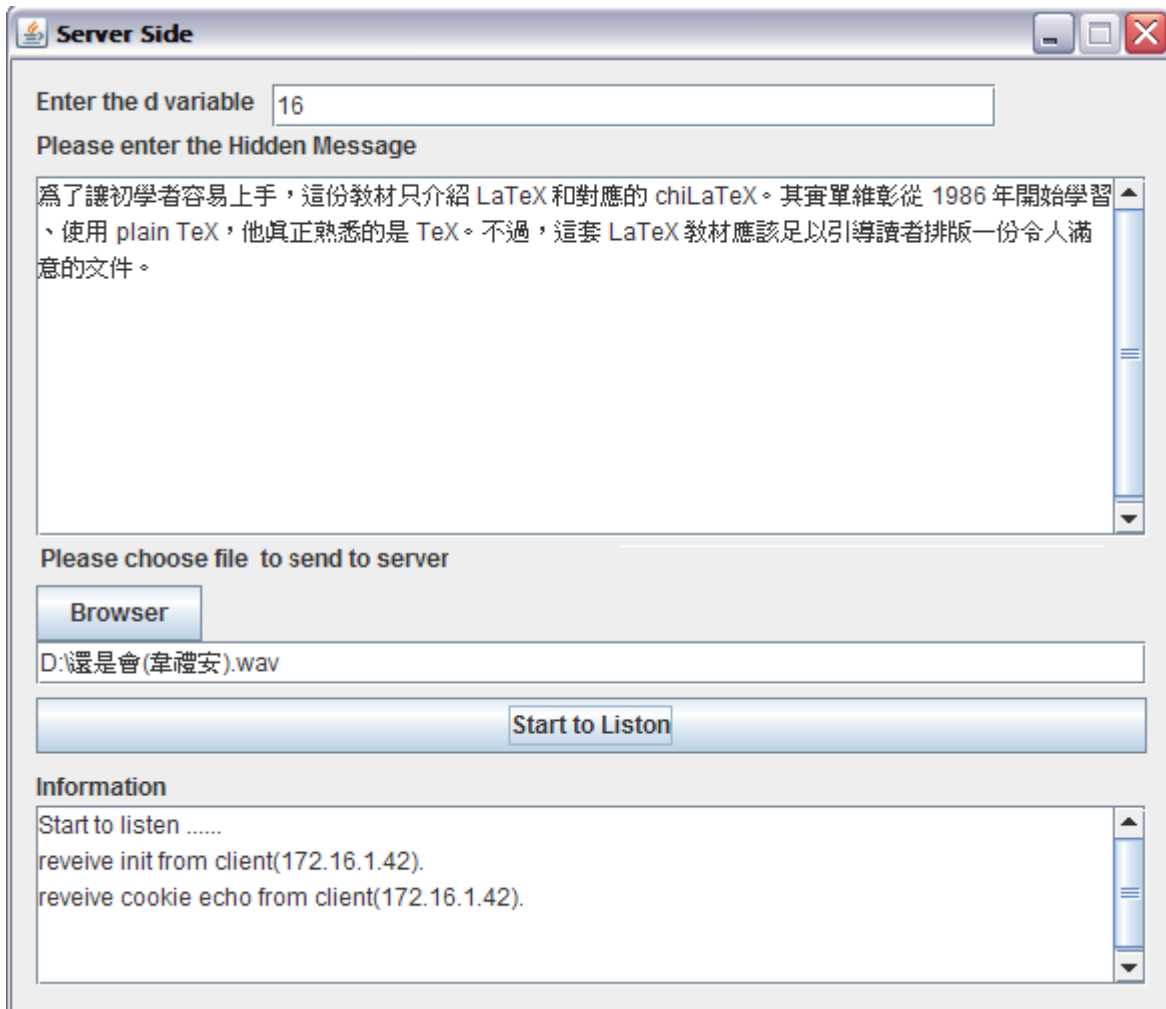 Server Side
Enter the d variable 16
Please enter the Hidden Message
爲了讓初學者容易上手，這份教材只介紹 LaTeX 和對應的 chiLaTeX。其實單維彰從 1986 年開始學習
、使用 plain TeX，他眞正熟悉的是 TeX。不過，這套 LaTeX 教材應該足以引導讀者排版一份令人滿
意的文件。
Please choose file  to send to server
Browser
D:\還是會(韋禮安).wav
Start to Liston
Information
Start to listen ......
reveive init from client(172.16.1.42).
reveive cookie echo from client(172.16.1.42).